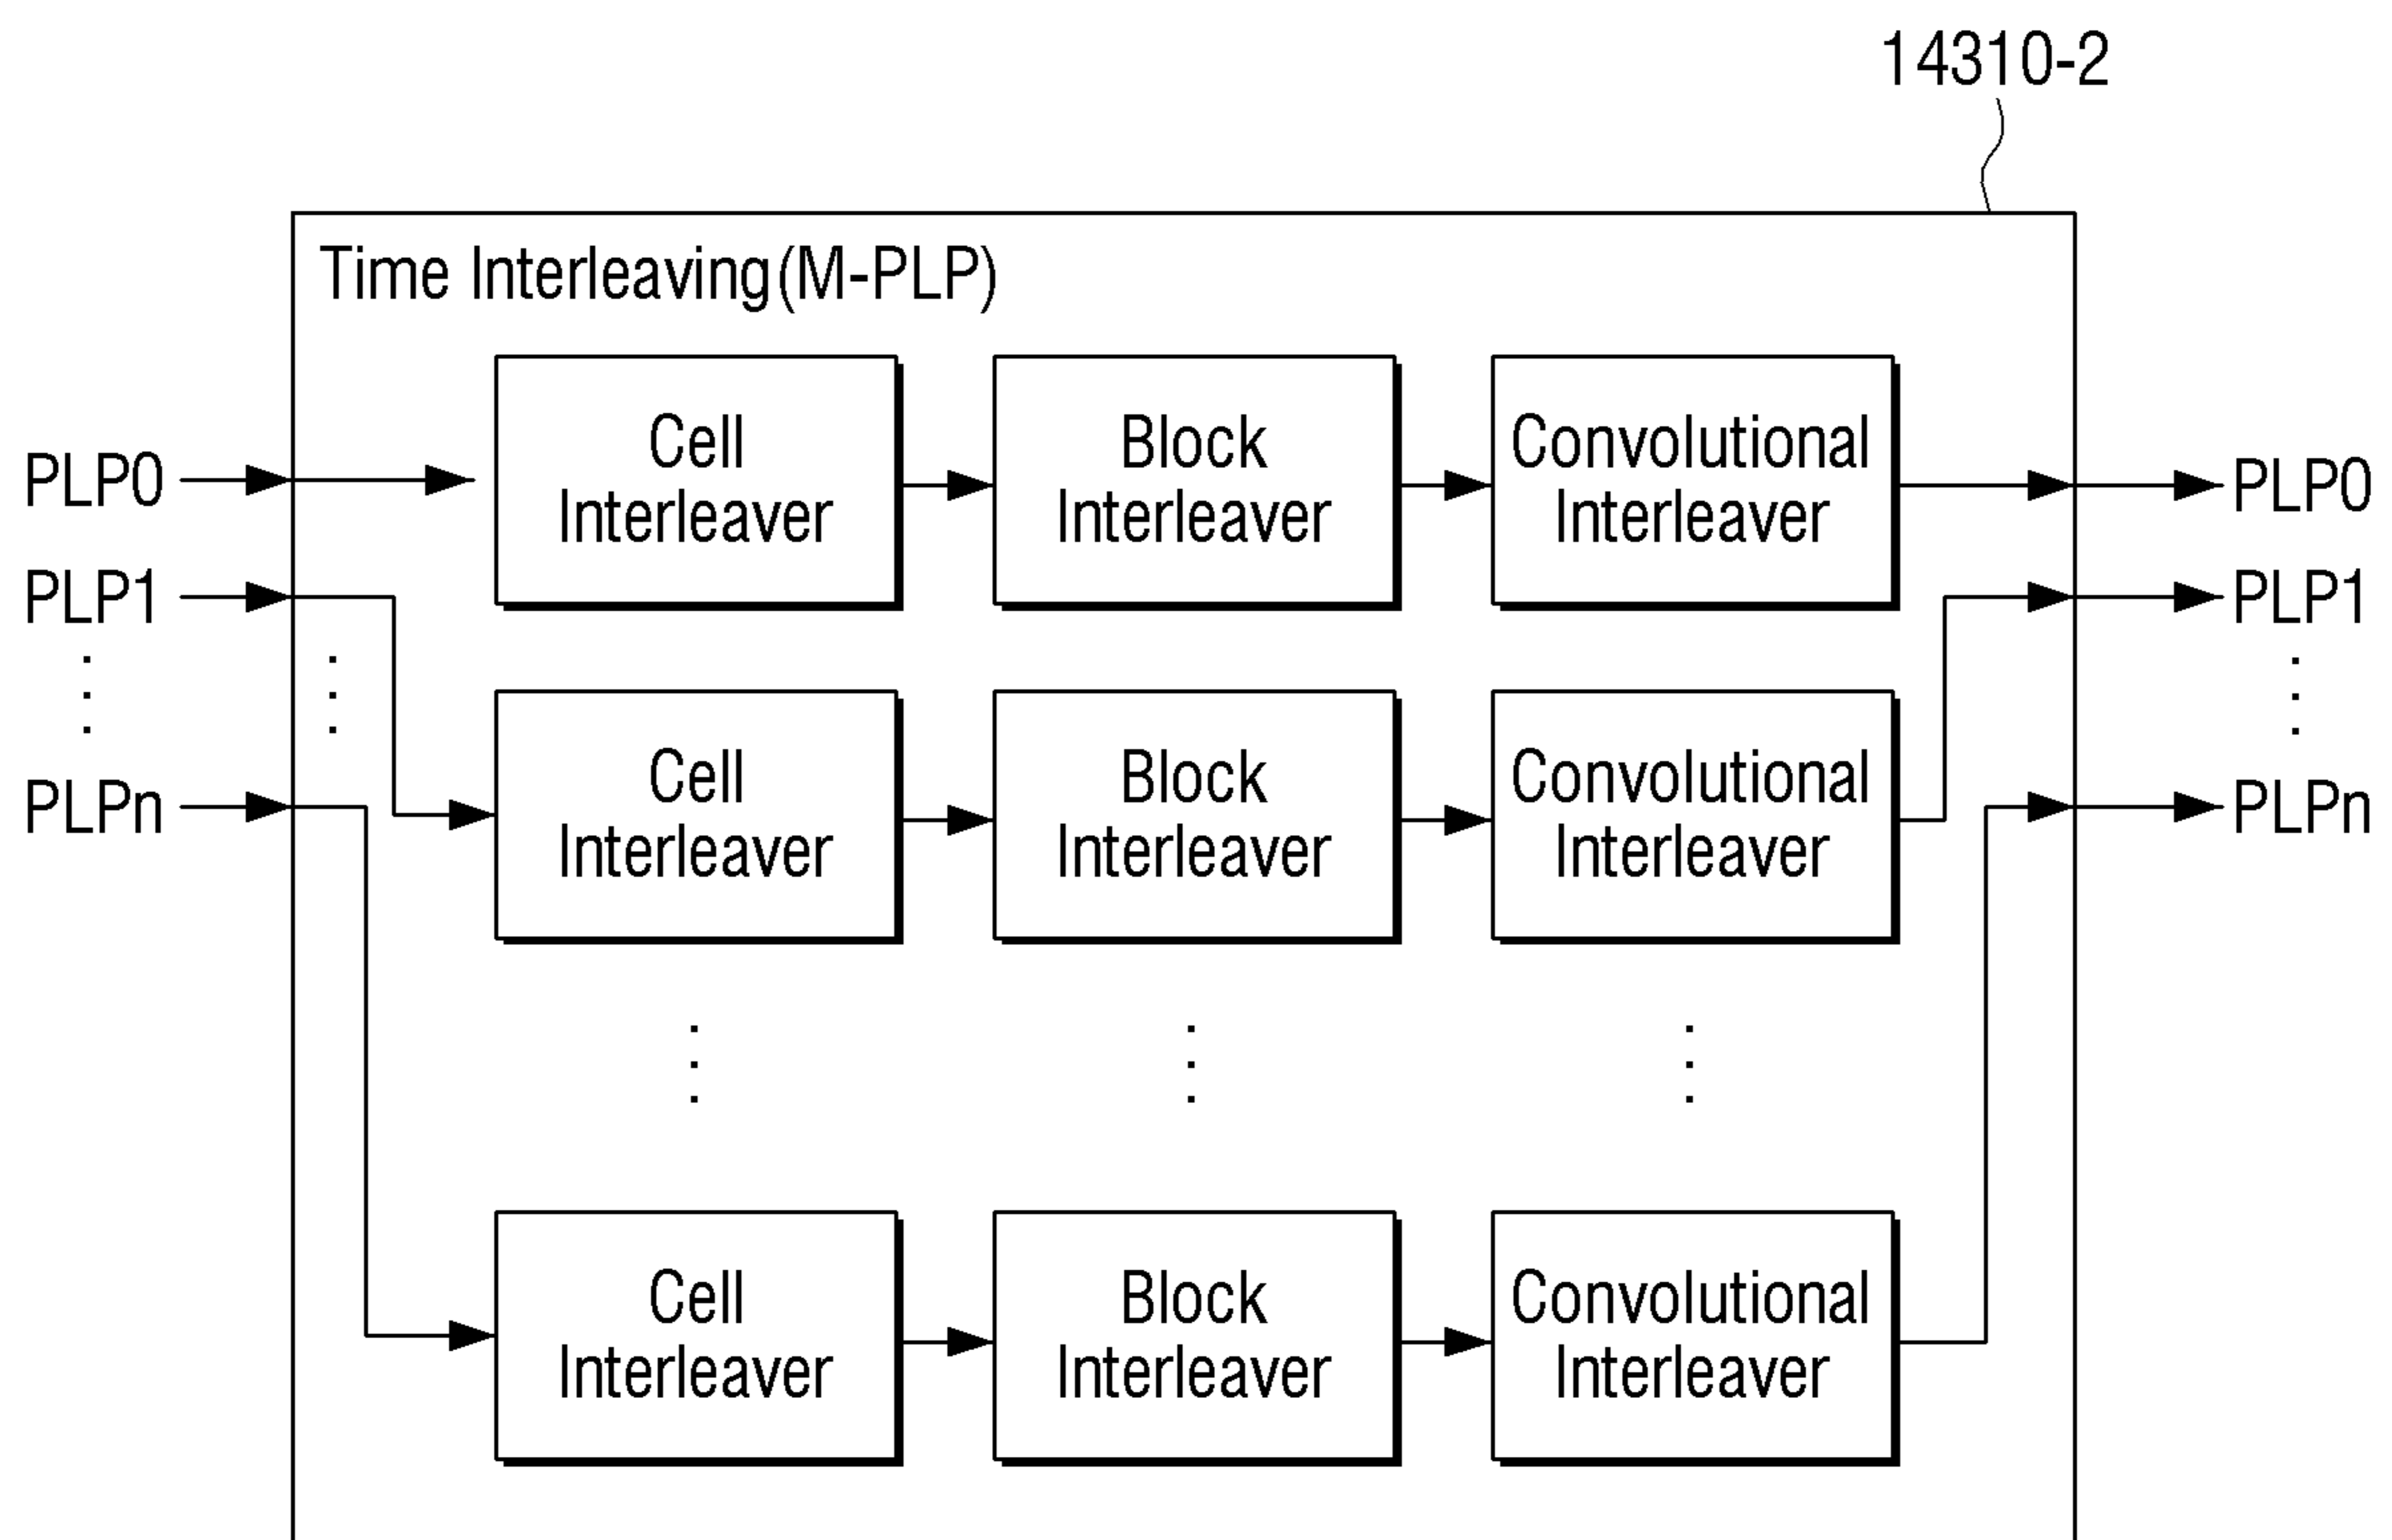 14310-2
Time Interleaving(M-PLP)
PLP0
Cell
Interleaver
Block
Interleaver
Convolutional
Interleaver
PLP0
PLP1
PLP1
Cell
Interleaver
Block
Interleaver
Convolutional
Interleaver
PLPn
PLPn
Cell
Interleaver
Block
Interleaver
Convolutional
Interleaver